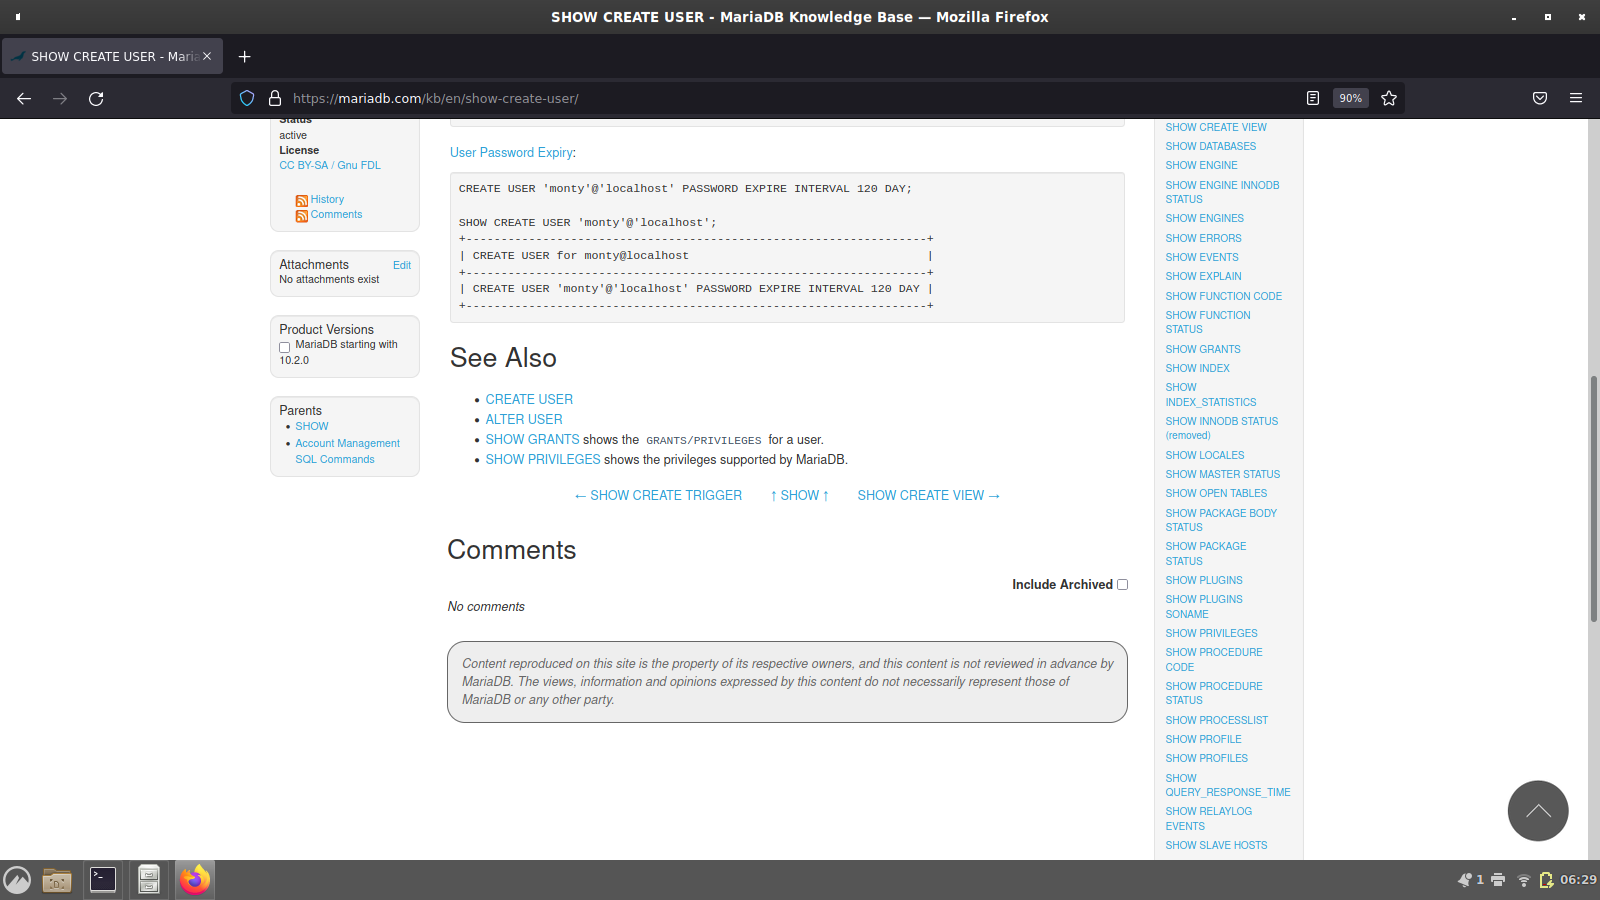 SHOW CREATE USER - MariaDB Knowledge Base — Mozilla Firefox
SHOW CREATE USER - Maria
https://mariadb.com/kb/en/show-create-user/
90%
Status
active
License
CC BY-SA / Gnu FDL
History
Comments
Attachments
Edit
No attachments exist
Product Versions
MariaDB starting with
10.2.0
Parents
• SHOW
• Account Management
SQL Commands
User Password Expiry:
CREATE USER 'monty'@'localhost' PASSWORD EXPIRE INTERVAL 120 DAY;
SHOW CREATE USER 'monty'@'localhost';
+------------------------------------------------------------------+
| CREATE USER for monty@localhost                                  |
+------------------------------------------------------------------+
| CREATE USER 'monty'@'localhost' PASSWORD EXPIRE INTERVAL 120 DAY |
+------------------------------------------------------------------+
See Also
• CREATE USER
• ALTER USER
• SHOW GRANTS shows the GRANTS/PRIVILEGES for a user.
• SHOW PRIVILEGES shows the privileges supported by MariaDB.
← SHOW CREATE TRIGGER ↑ SHOW ↑ SHOW CREATE VIEW →
Comments
Include Archived
No comments
Content reproduced on this site is the property of its respective owners, and this content is not reviewed in advance by
MariaDB. The views, information and opinions expressed by this content do not necessarily represent those of
MariaDB or any other party.
SHOW CREATE VIEW
SHOW DATABASES
SHOW ENGINE
SHOW ENGINE INNODB
STATUS
SHOW ENGINES
SHOW ERRORS
SHOW EVENTS
SHOW EXPLAIN
SHOW FUNCTION CODE
SHOW FUNCTION
STATUS
SHOW GRANTS
SHOW INDEX
SHOW
INDEX_STATISTICS
SHOW INNODB STATUS
(removed)
SHOW LOCALES
SHOW MASTER STATUS
SHOW OPEN TABLES
SHOW PACKAGE BODY
STATUS
SHOW PACKAGE
STATUS
SHOW PLUGINS
SHOW PLUGINS
SONAME
SHOW PRIVILEGES
SHOW PROCEDURE
CODE
SHOW PROCEDURE
STATUS
SHOW PROCESSLIST
SHOW PROFILE
SHOW PROFILES
SHOW
QUERY_RESPONSE_TIME
SHOW RELAYLOG
EVENTS
SHOW SLAVE HOSTS
1
06:29